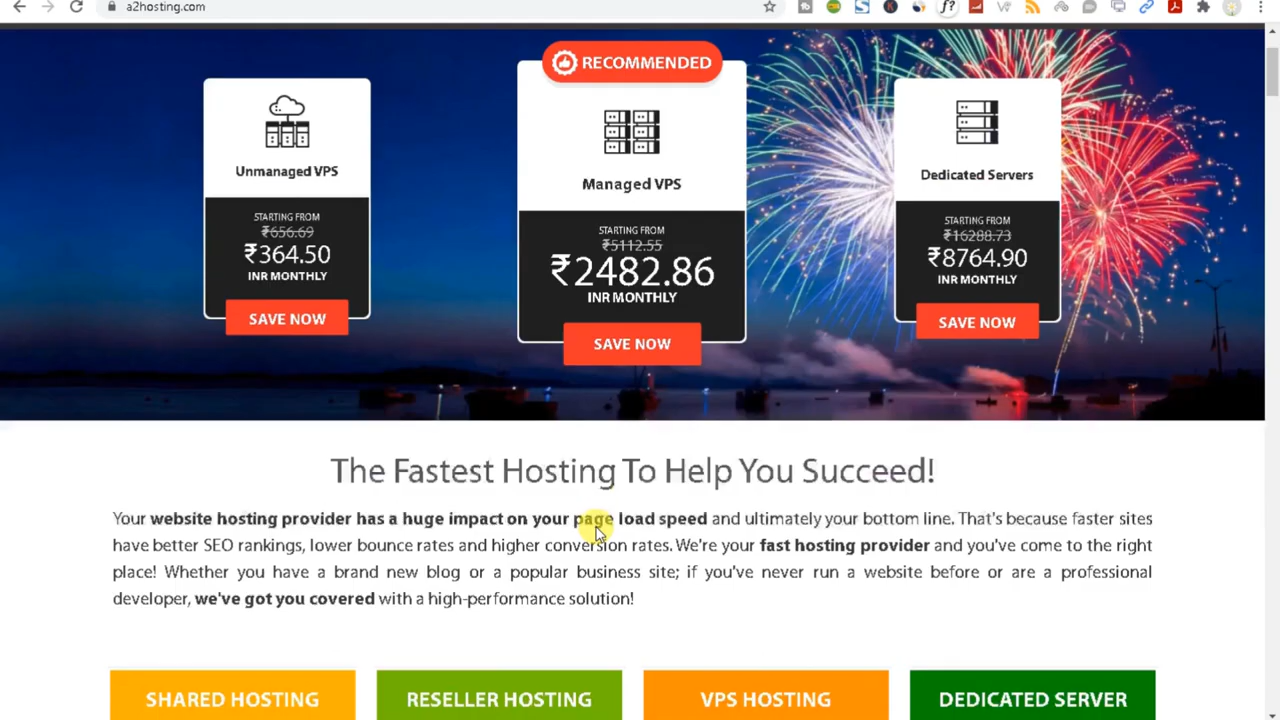 a2hosting.com
RECOMMENDED
Unmanaged VPS
STARTING FROM
₹656.69
₹364.50
INR MONTHLY
SAVE NOW
Managed VPS
STARTING FROM
₹5112.55
₹2482.86
INR MONTHLY
SAVE NOW
Dedicated Servers
STARTING FROM
₹16288.73
₹8764.90
INR MONTHLY
SAVE NOW
The Fastest Hosting To Help You Succeed!
Your website hosting provider has a huge impact on your page load speed and ultimately your bottom line. That's because faster sites
have better SEO rankings, lower bounce rates and higher conversion rates. We're your fast hosting provider and you've come to the right
place! Whether you have a brand new blog or a popular business site; if you've never run a website before or are a professional
developer, we've got you covered with a high-performance solution!
SHARED HOSTING
RESELLER HOSTING
VPS HOSTING
DEDICATED SERVER